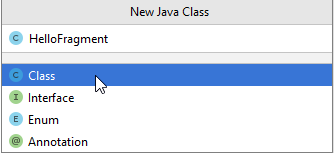 New Java Class
C HelloFragment
C Class
I Interface
E Enum
@ Annotation